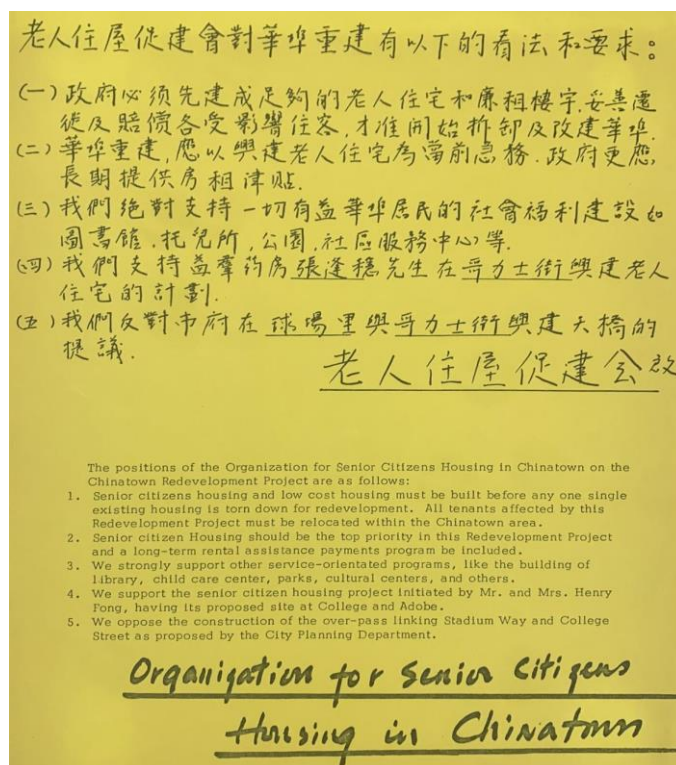 老人住屋促建會對華埠重建有以下的看法和要求：
(一)政府必须先建成足夠的老人住宅和廉租樓宇.妥善遷
徙及賠償各受影響住客,才准開始拆卸及改建華埠.
(二)華埠重建,應以興建老人住宅為當前急務.政府更應
長期提供房租津贴.
(三)我們絕對支持一切有益華埠居民的社會福利建設如
圖書館.托兒所,公園,社區服務中心等.
(四)我們支持益羣药房張逢穩先生在哥力士街興建老人
住宅的計劃.
(五)我們反對市府在球場里與哥力士街興建天橋的
提議.
老人住屋促建会啟
The positions of the Organization for Senior Citizens Housing in Chinatown on the
Chinatown Redevelopment Project are as follows:
1. Senior citizens housing and low cost housing must be built before any one single
existing housing is torn down for redevelopment. All tenants affected by this
Redevelopment Project must be relocated within the Chinatown area.
2. Senior citizen Housing should be the top priority in this Redevelopment Project
and a long-term rental assistance payments program be included.
3. We strongly support other service-orientated programs, like the building of
library, child care center, parks, cultural centers, and others.
4. We support the senior citizen housing project initiated by Mr. and Mrs. Henry
Fong, having its proposed site at College and Adobe.
5. We oppose the construction of the over-pass linking Stadium Way and College
Street as proposed by the City Planning Department.
Organization for Senior Citizens
Housing in Chinatown